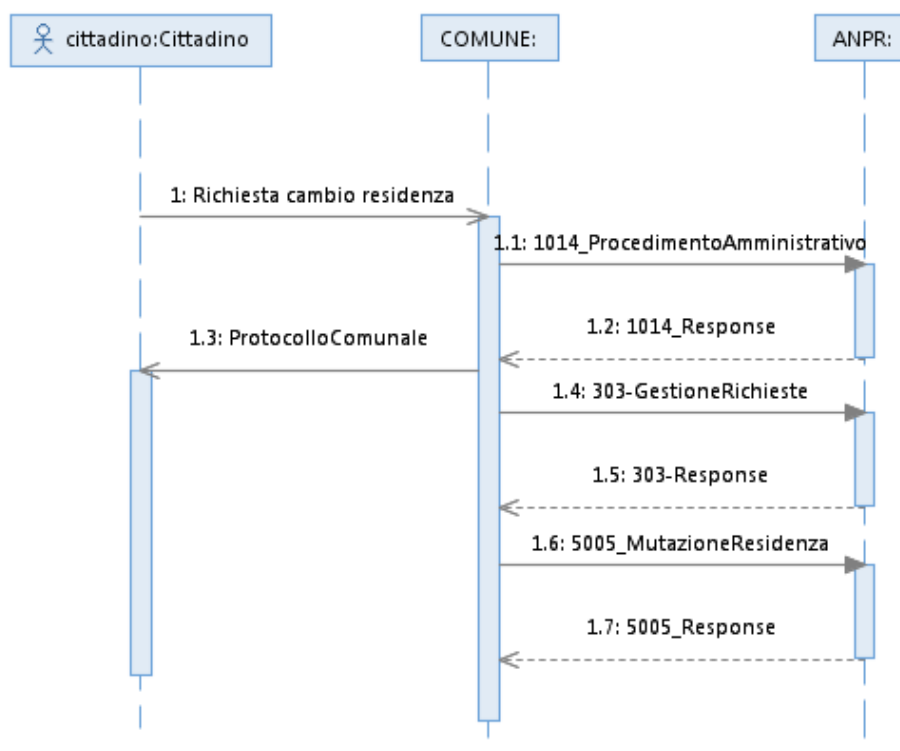 cittadino:Cittadino
COMUNE:
ANPR:
1: Richiesta cambio residenza
1.1: 1014_ProcedimentoAmministrativo
1.2: 1014_Response
1.3: ProtocolloComunale
1.4: 303-GestioneRichieste
1.5: 303-Response
1.6: 5005_MutazioneResidenza
1.7: 5005_Response